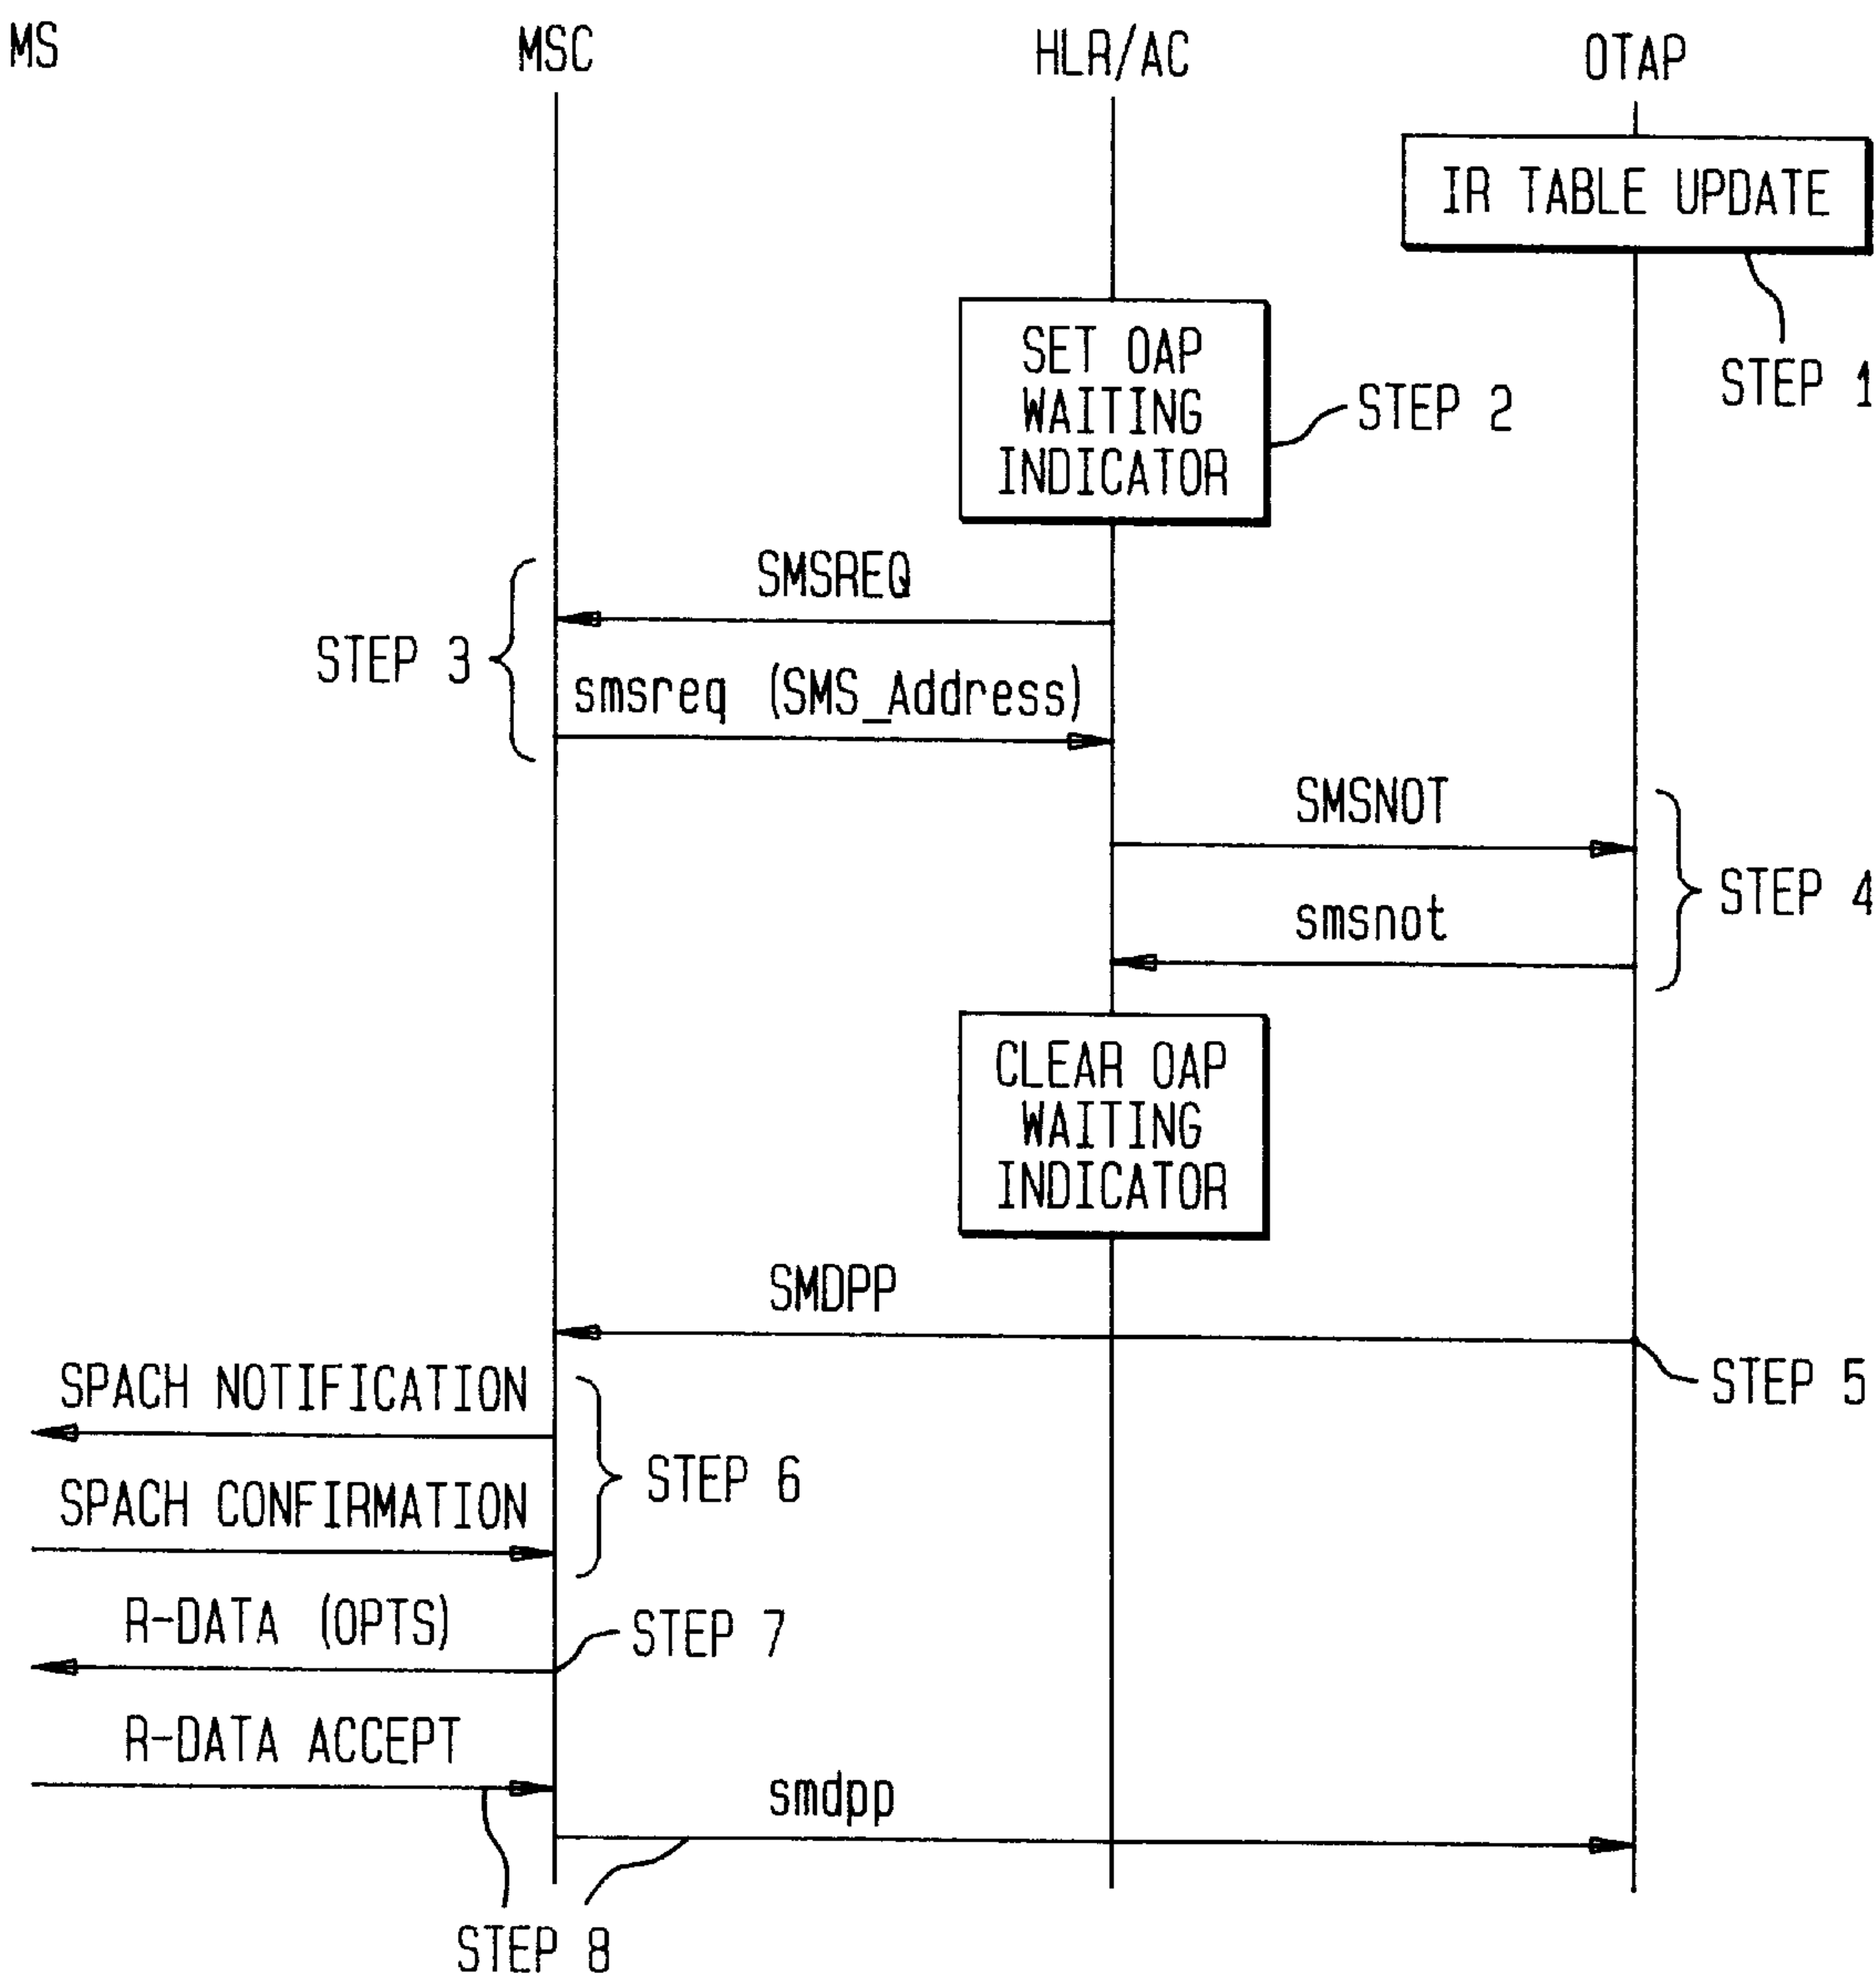 MS MSC HLR/AC OTAP
IR TABLE UPDATE
STEP 1
SET OAP
WAITING
INDICATOR
STEP 2
SMSREQ
STEP 3
smsreq (SMS_Address)
SMSNOT
STEP 4
smsnot
CLEAR OAP
WAITING
INDICATOR
SMDPP
STEP 5
SPACH NOTIFICATION
STEP 6
SPACH CONFIRMATION
R-DATA (OPTS)
STEP 7
R-DATA ACCEPT
smdpp
STEP 8